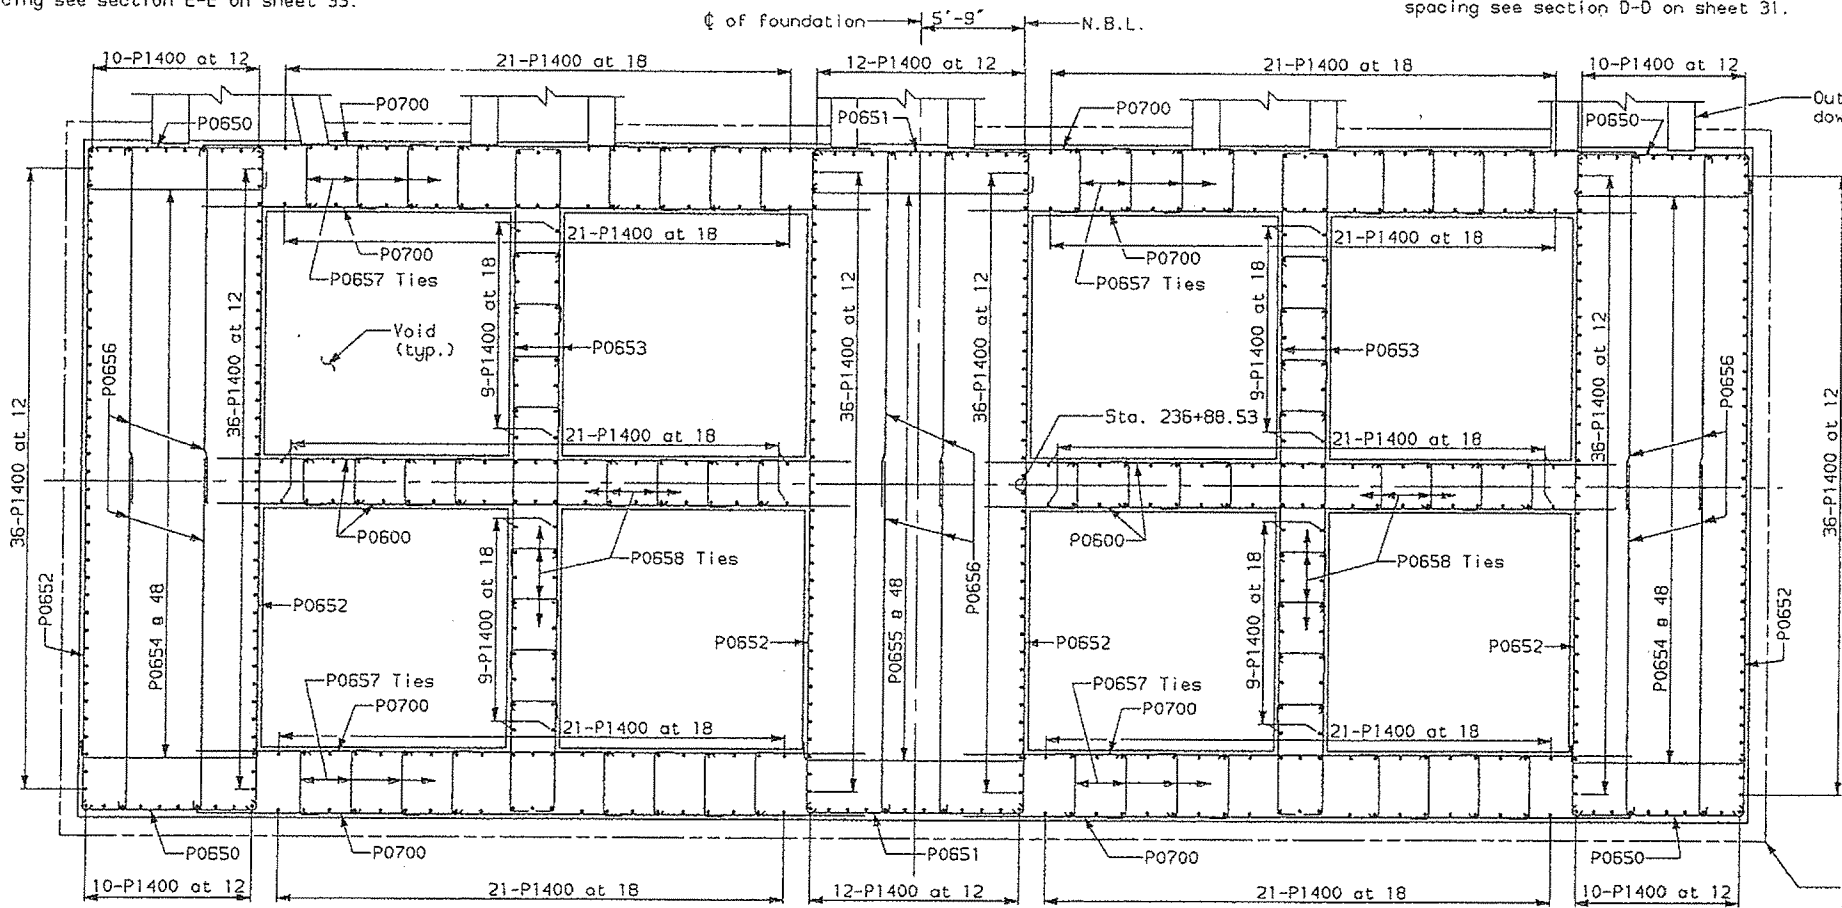 cing see section E-E on sheet 33.
spacing see section D-D on sheet 31.
℄ of foundation
5'-9"
N.B.L.
10-P1400 at 12
21-P1400 at 18
12-P1400 at 12
21-P1400 at 18
10-P1400 at 12
P0700
P0650
P0651
P0700
P0650
Out
dow
21-P1400 at 18
21-P1400 at 18
P0700
P0657 Ties
P0700
P0657 Ties
36-P1400 at 12
36-P1400 at 12
9-P1400 at 18
36-P1400 at 12
36-P1400 at 12
9-P1400 at 18
36-P1400 at 12
36-P1400 at 12
Void
(typ.)
P0653
P0653
P0656
P0656
Sta. 236+88.53
21-P1400 at 18
21-P1400 at 18
P0600
P0658 Ties
P0656
P0600
P0658 Ties
P0652
P0654 @ 48
P0652
9-P1400 at 18
P0652
P0655 @ 48
P0652
9-P1400 at 18
P0652
P0654 @ 48
P0652
P0657 Ties
P0700
P0657 Ties
P0700
21-P1400 at 18
21-P1400 at 18
P0650
P0700
P0651
P0700
P0650
10-P1400 at 12
21-P1400 at 18
12-P1400 at 12
21-P1400 at 18
10-P1400 at 12